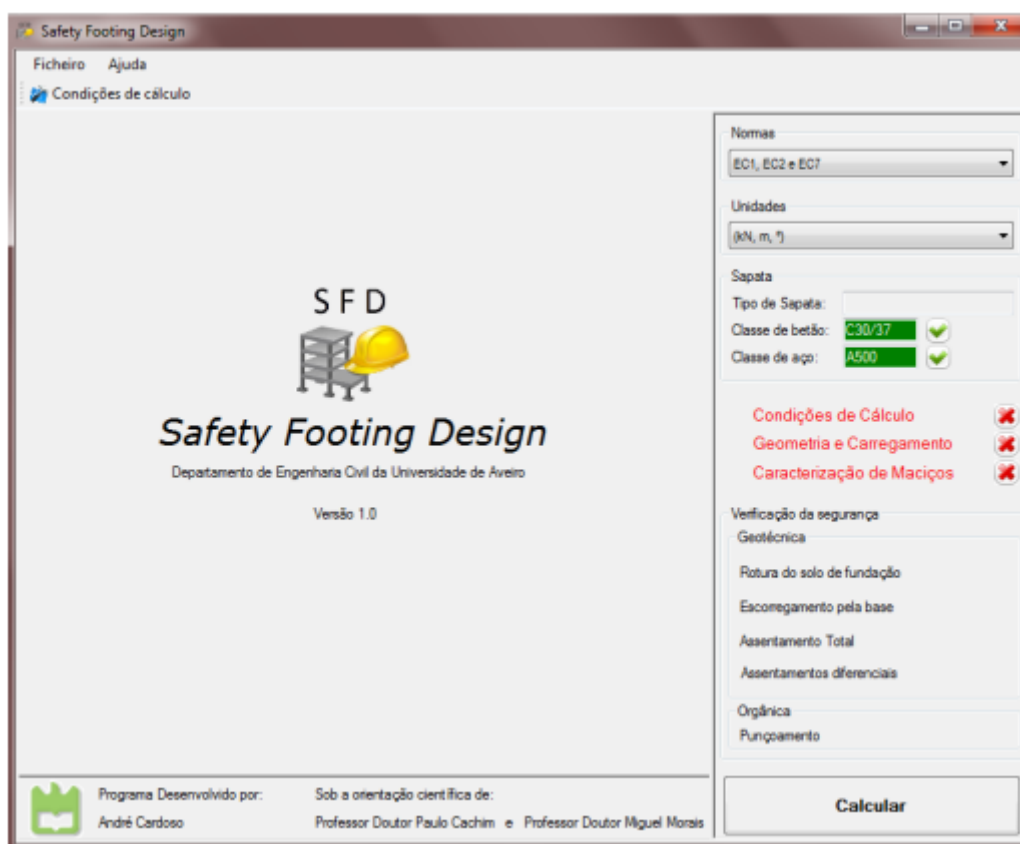 Safety Footing Design
Ficheiro Ajuda
Condições de cálculo
S F D
Safety Footing Design
Departamento de Engenharia Civil da Universidade de Aveiro
Versão 1.0
Normas
EC1, EC2 e EC7
Unidades
(kN, m, º)
Sapata
Tipo de Sapata:
Classe de betão: C30/37
Classe de aço: A500
Condições de Cálculo
Geometria e Carregamento
Caracterização de Maciços
Verificação da segurança
Geotécnica
Rotura do solo de fundação
Escorregamento pela base
Assentamento Total
Assentamentos diferenciais
Orgânica
Punçoamento
Calcular
Programa Desenvolvido por:
André Cardoso
Sob a orientação científica de:
Professor Doutor Paulo Cachim e Professor Doutor Miguel Morais